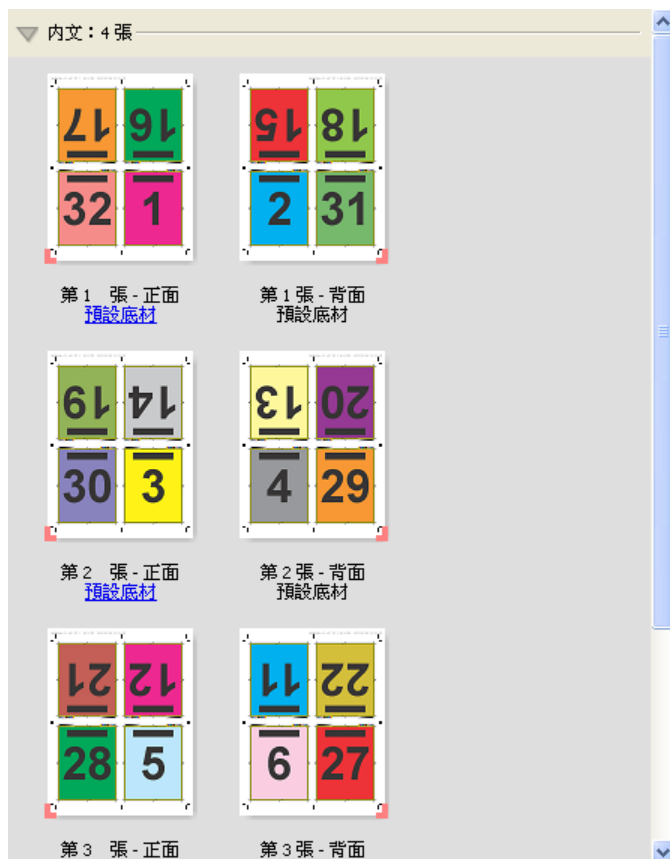 內文：4 張
17 16 15 18
32 1 2 31
第 1 張 - 正面 第 1 張 - 背面
預設底材 預設底材
19 14 13 20
30 3 4 29
第 2 張 - 正面 第 2 張 - 背面
預設底材 預設底材
21 12 11 22
28 5 6 27
第 3 張 - 正面 第 3 張 - 背面